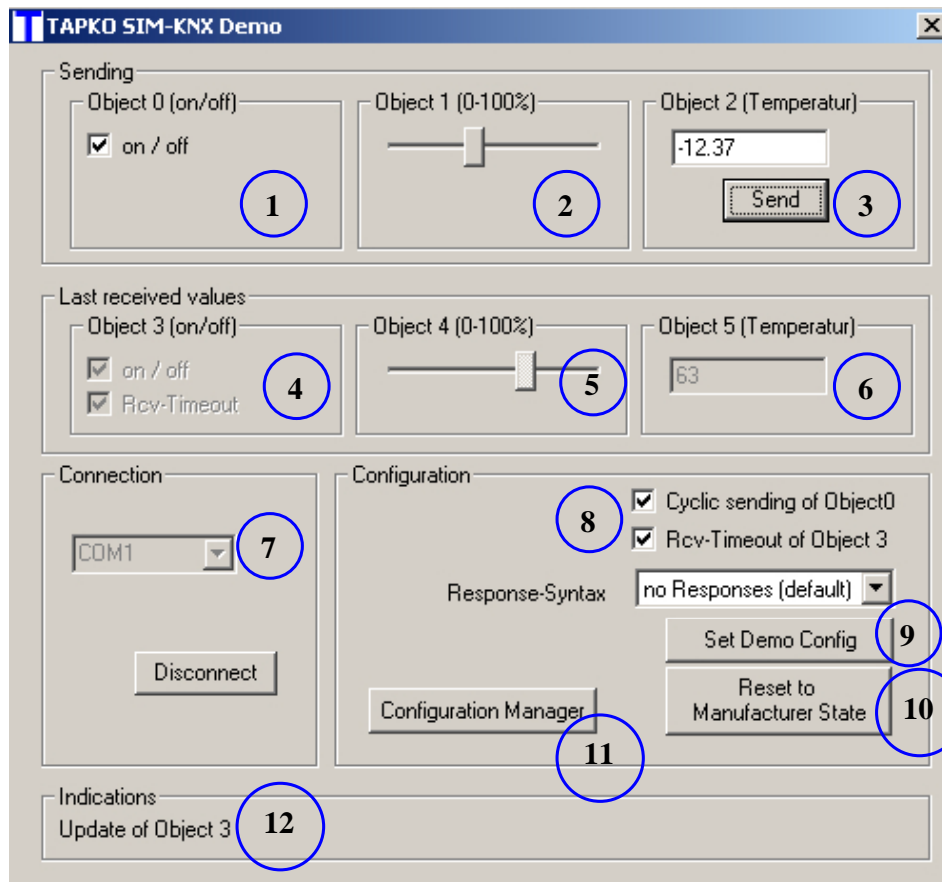 TAPKO SIM-KNX Demo
Sending
Object 0 (on/off)
on / off
1
Object 1 (0-100%)
2
Object 2 (Temperatur)
-12.37
Send
3
Last received values
Object 3 (on/off)
on / off
Rcv-Timeout
4
Object 4 (0-100%)
5
Object 5 (Temperatur)
63
6
Connection
COM1
7
Disconnect
Configuration
8
Cyclic sending of Object0
Rcv-Timeout of Object 3
Response-Syntax
no Responses (default)
Set Demo Config
9
Reset to
Manufacturer State
10
Configuration Manager
11
Indications
Update of Object 3
12